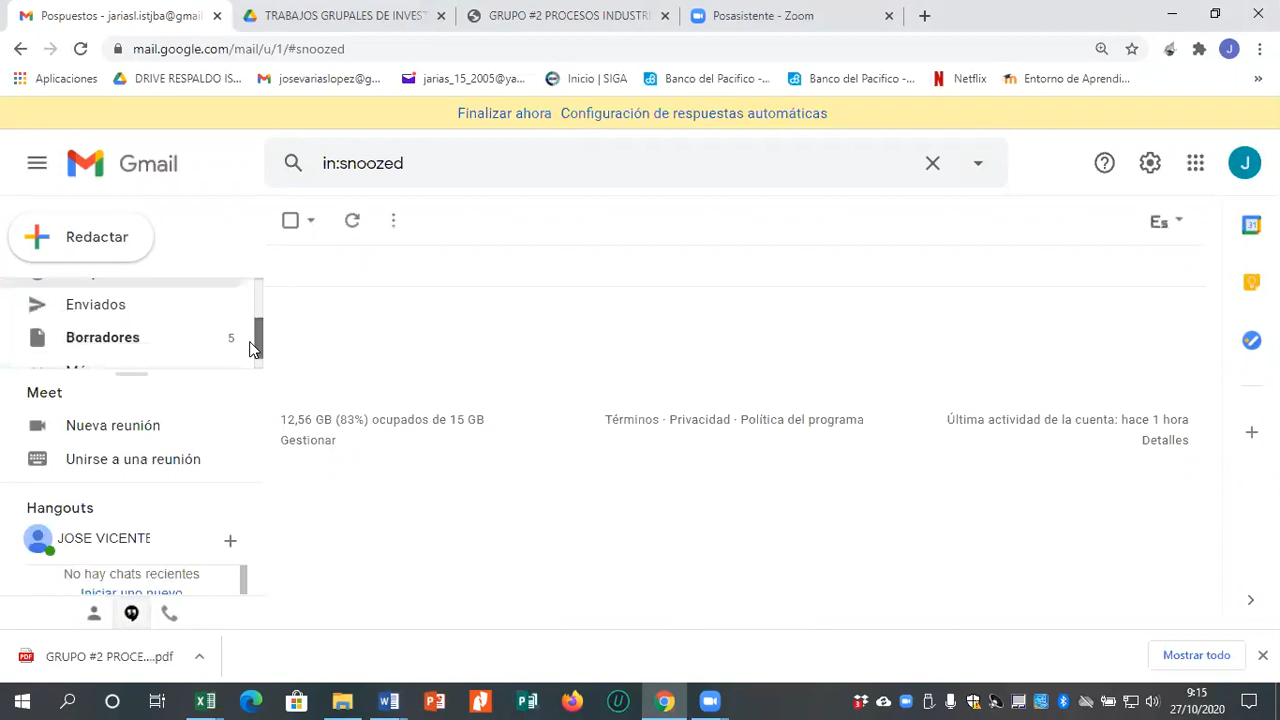 Pospuestos - jariasl.istjba@gmail
TRABAJOS GRUPALES DE INVEST
GRUPO #2 PROCESOS INDUSTRI
Posasistente - Zoom
mail.google.com/mail/u/1/#snoozed
Aplicaciones
DRIVE RESPALDO IS...
josevariaslopez@g...
jarias_15_2005@ya...
Inicio | SIGA
Banco del Pacifico -...
Banco del Pacifico -...
Netflix
Entorno de Aprendi...
»
Finalizar ahora Configuración de respuestas automáticas
Gmail
in:snoozed
J
J
Redactar
Es
31
Enviados
Borradores 5
Meet
Nueva reunión
Unirse a una reunión
Hangouts
JOSE VICENTE
No hay chats recientes
Iniciar uno nuevo
12,56 GB (83%) ocupados de 15 GB
Gestionar
Términos · Privacidad · Política del programa
Última actividad de la cuenta: hace 1 hora
Detalles
GRUPO #2 PROCE....pdf
Mostrar todo
9:15
27/10/2020